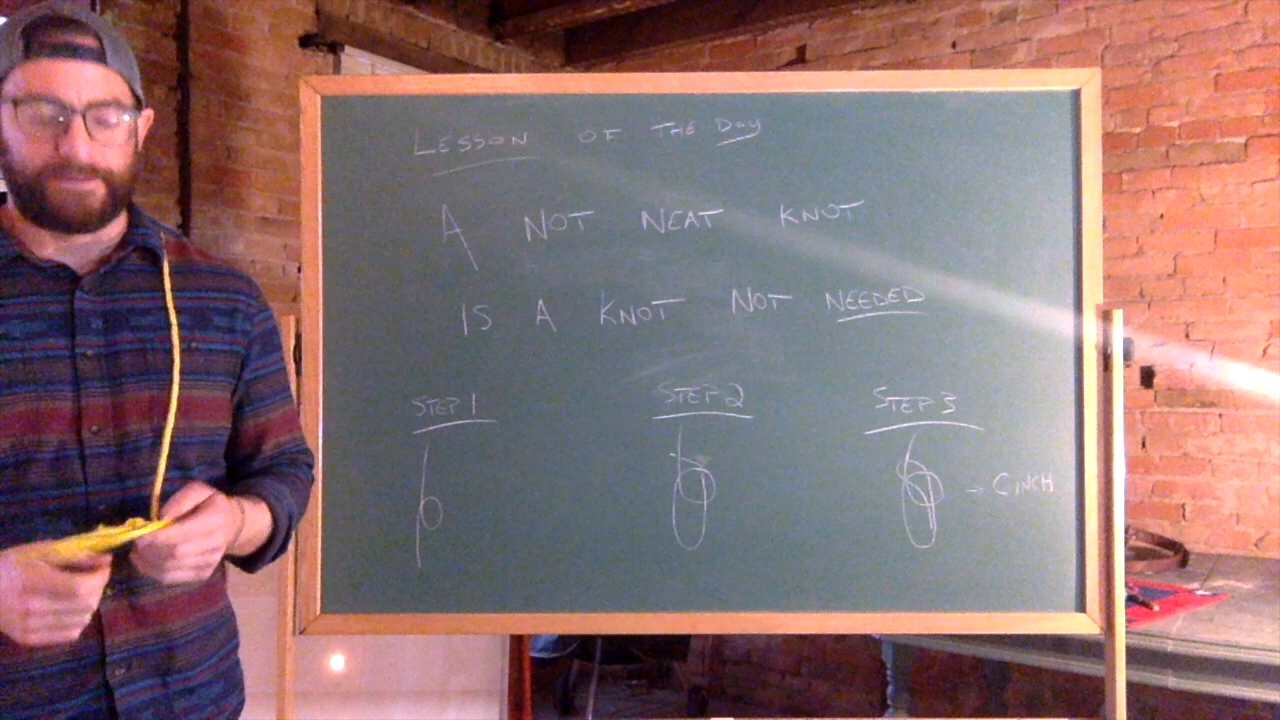 LESSON OF THE DAY
A NOT NEAT KNOT
IS A KNOT NOT NEEDED
STEP 1 STEP 2 STEP 3
→ CINCH